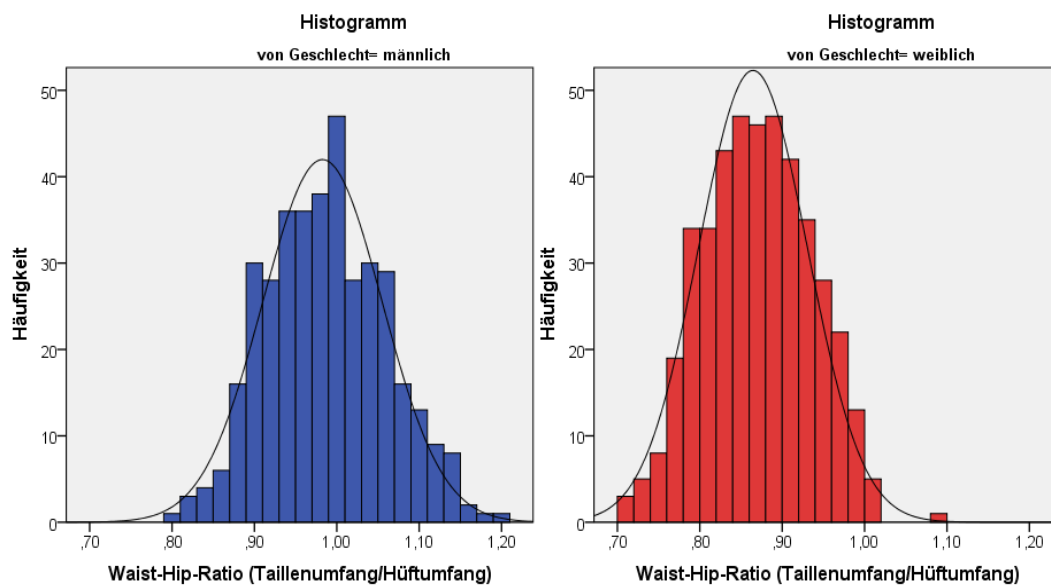 Histogramm
von Geschlecht= männlich
50
40
30
20
10
0
Häufigkeit
,70 ,80 ,90 1,00 1,10 1,20
Waist-Hip-Ratio (Taillenumfang/Hüftumfang)
Histogramm
von Geschlecht= weiblich
50
40
30
20
10
0
Häufigkeit
,70 ,80 ,90 1,00 1,10 1,20
Waist-Hip-Ratio (Taillenumfang/Hüftumfang)